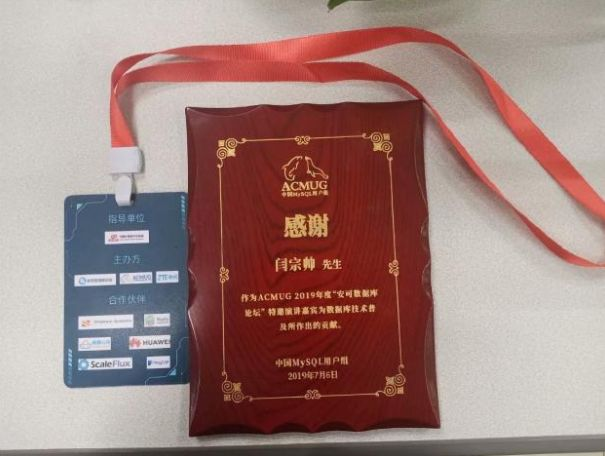 指导单位
主办方
ACMUG
合作伙伴
HUAWEI
ScaleFlux
ACMUG
中国MySQL用户组
感谢
闫宗帅 先生
作为ACMUG 2019年度“安可数据库
论坛”特邀演讲嘉宾为数据库技术普
及所作出的贡献。
中国MySQL用户组
2019年7月6日